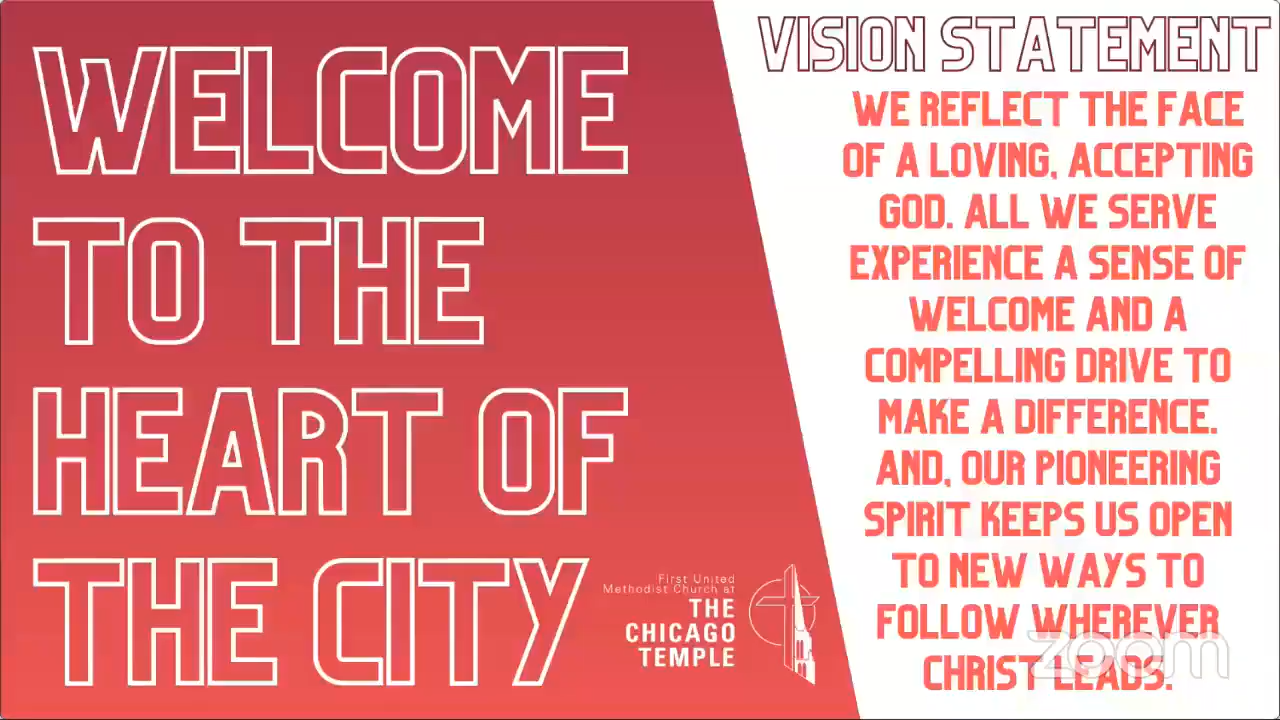 WELCOME
TO THE
HEART OF
THE CITY
First United
Methodist Church at
THE
CHICAGO
TEMPLE
VISION STATEMENT
WE REFLECT THE FACE
OF A LOVING, ACCEPTING
GOD. ALL WE SERVE
EXPERIENCE A SENSE OF
WELCOME AND A
COMPELLING DRIVE TO
MAKE A DIFFERENCE.
AND, OUR PIONEERING
SPIRIT KEEPS US OPEN
TO NEW WAYS TO
FOLLOW WHEREVER
CHRIST LEADS.
zoom